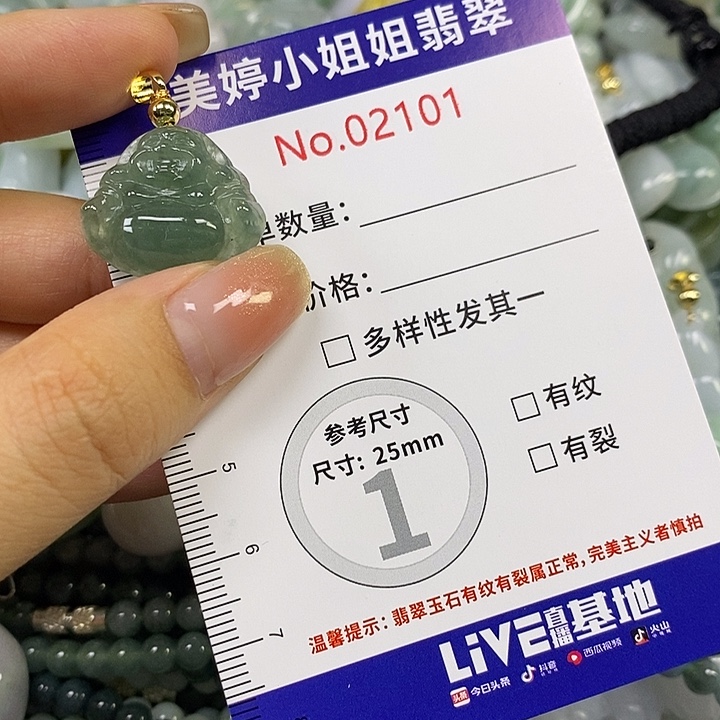 美婷小姐姐翡翠
No.02101
单数量：
价格：
多样性发其一
有纹
有裂
参考尺寸
尺寸：25mm
1
5
6
7
温馨提示：翡翠玉石有纹有裂属正常，完美主义者慎拍
LiVE直播基地
头条 今日头条 抖音 西瓜视频 火山